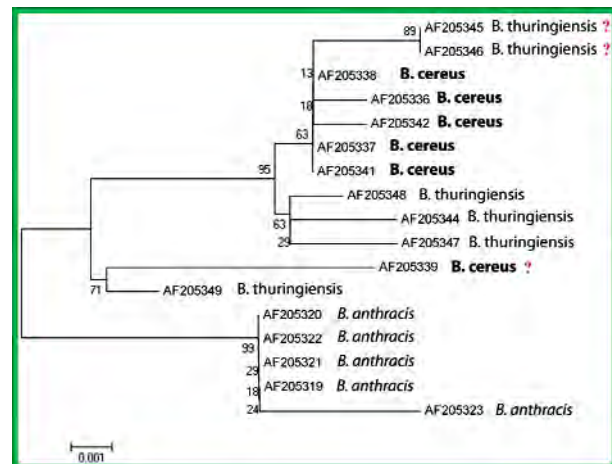 AF205345 B. thuringiensis ?
89
AF205346 B. thuringiensis ?
13 AF205338 B. cereus
AF205336 B. cereus
18
AF205342 B. cereus
63
AF205337 B. cereus
AF205341 B. cereus
95
AF205348 B. thuringiensis
AF205344 B. thuringiensis
63
29 AF205347 B. thuringiensis
AF205339 B. cereus ?
71
AF205349 B. thuringiensis
AF205320 B. anthracis
AF205322 B. anthracis
99
AF205321 B. anthracis
29
AF205319 B. anthracis
18
24 AF205323 B. anthracis
0.001